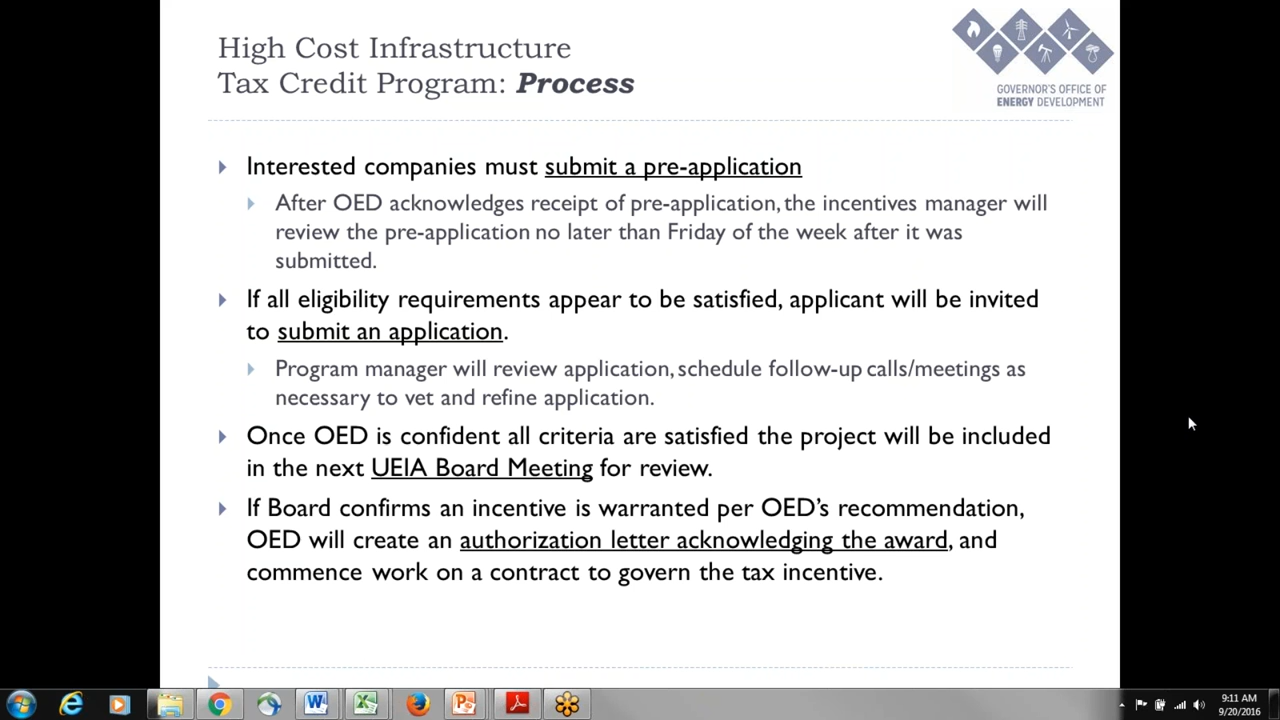 High Cost Infrastructure
Tax Credit Program: Process
GOVERNOR'S OFFICE OF
ENERGY DEVELOPMENT
Interested companies must submit a pre-application
After OED acknowledges receipt of pre-application, the incentives manager will
review the pre-application no later than Friday of the week after it was
submitted.
If all eligibility requirements appear to be satisfied, applicant will be invited
to submit an application.
Program manager will review application, schedule follow-up calls/meetings as
necessary to vet and refine application.
Once OED is confident all criteria are satisfied the project will be included
in the next UEIA Board Meeting for review.
If Board confirms an incentive is warranted per OED's recommendation,
OED will create an authorization letter acknowledging the award, and
commence work on a contract to govern the tax incentive.
9:11 AM
9/20/2016